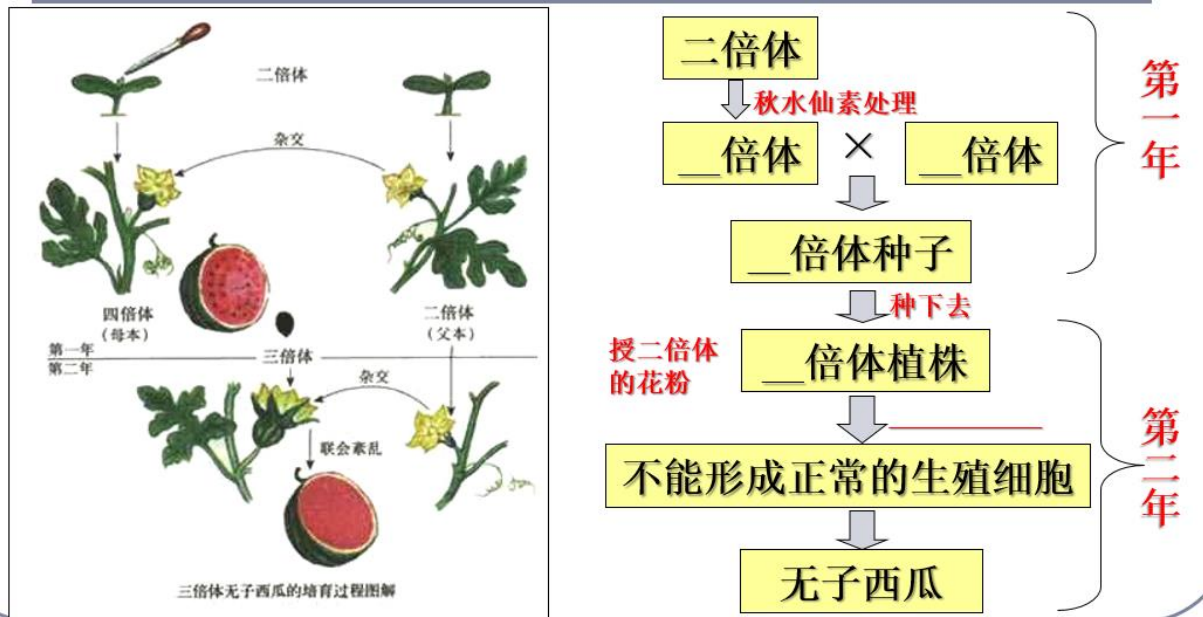 二倍体
杂交
四倍体
(母本)
二倍体
(父本)
第一年
三倍体
第二年
杂交
联会紊乱
三倍体无子西瓜的培育过程图解
二倍体
秋水仙素处理
__倍体 × __倍体
__倍体种子
种下去
授二倍体
的花粉
__倍体植株
不能形成正常的生殖细胞
无子西瓜
第一年
第二年